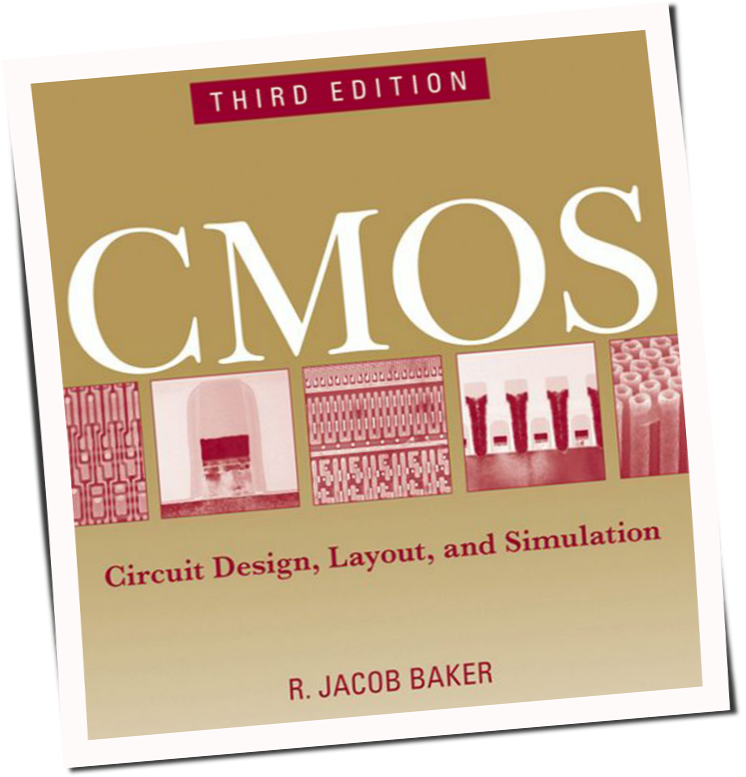 THIRD EDITION
CMOS
Circuit Design, Layout, and Simulation
R. JACOB BAKER